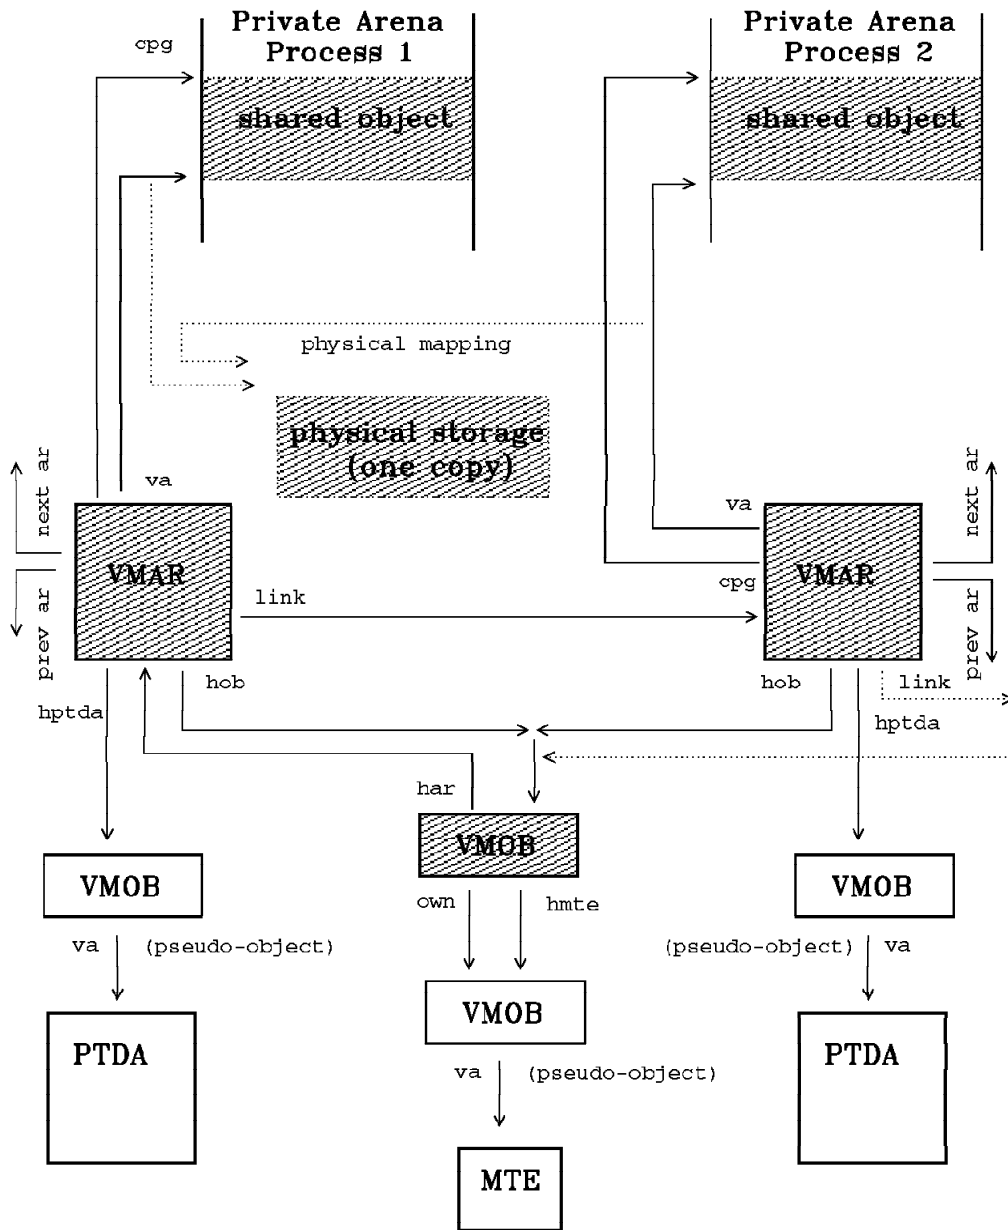 Private Arena
Process 1
Private Arena
Process 2
cpg
shared object
shared object
physical mapping
physical storage
(one copy)
va
va
next ar
next ar
VMAR
VMAR
cpg
link
prev ar
prev ar
hob
hob
link
hptda
hptda
har
VMOB
VMOB
VMOB
own
hmte
va
(pseudo-object)
(pseudo-object)
va
VMOB
PTDA
PTDA
va
(pseudo-object)
MTE